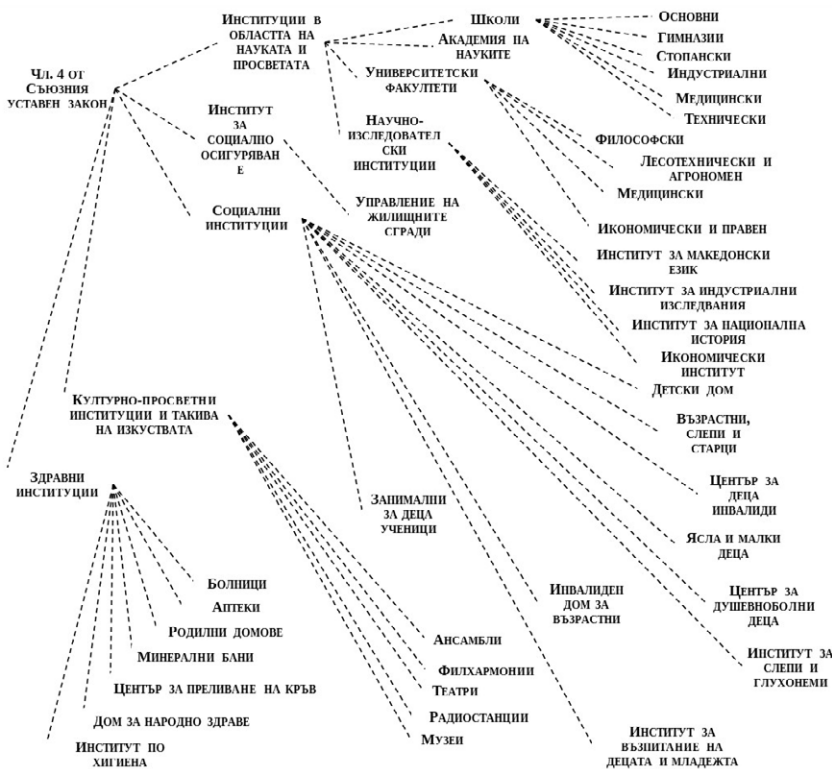 Чл. 4 от
Съюзния
уставен закон
Институции в
областта на
науката и
просветата
Институт
за
социално
осигуряван
е
Социални
институции
Културно-просветни
институции и такива
на изкуствата
Здравни
институции
Школи
Академия на
науките
Университетски
факултети
Научно-
изследовател
ски
институции
Управление на
жилищните
сгради
Основни
Гимназии
Стопански
Индустриални
Медицински
Технически
Философски
Лесотехнически и
агрономен
Медицински
Икономически и правен
Институт за македонски
език
Институт за индустриални
изследвания
Институт за национална
история
Икономически
институт
Детски дом
Възрастни,
слепи и
старци
Център за
деца
инвалиди
Ясла и малки
деца
Център за
душевноболни
деца
Институт за
слепи и
глухонеми
Занимални
за деца
ученици
Инвалиден
дом за
възрастни
Институт за
възпитание на
децата и младежта
Болници
Аптеки
Родилни домове
Минерални бани
Център за преливане на кръв
Дом за народно здраве
Институт по
хигиена
Ансамбли
Филхармонии
Театри
Радиостанции
Музеи